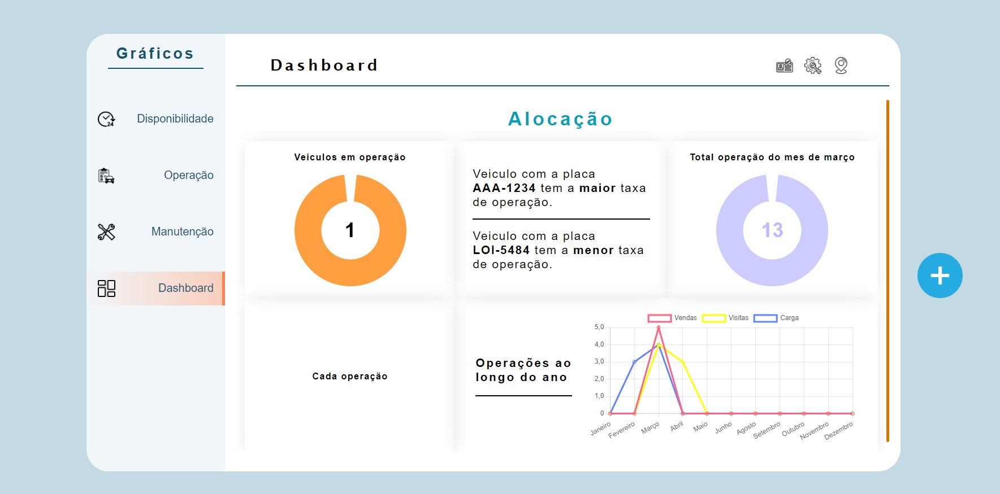 Gráficos
Disponibilidade
Operação
Manutenção
Dashboard
Dashboard
24
Alocação
Veiculos em operação
1
Veiculo com a placa
AAA-1234 tem a maior taxa
de operação.
Veiculo com a placa
LOI-5484 tem a menor taxa
de operação.
Total operação do mes de março
13
Cada operação
Operações ao
longo do ano
Vendas Visitas Carga
5,0
4,0
3,0
2,0
1,0
0
Janeiro Fevereiro Março Abril Maio Junho Agosto Setembro Outubro Novembro Dezembro
+